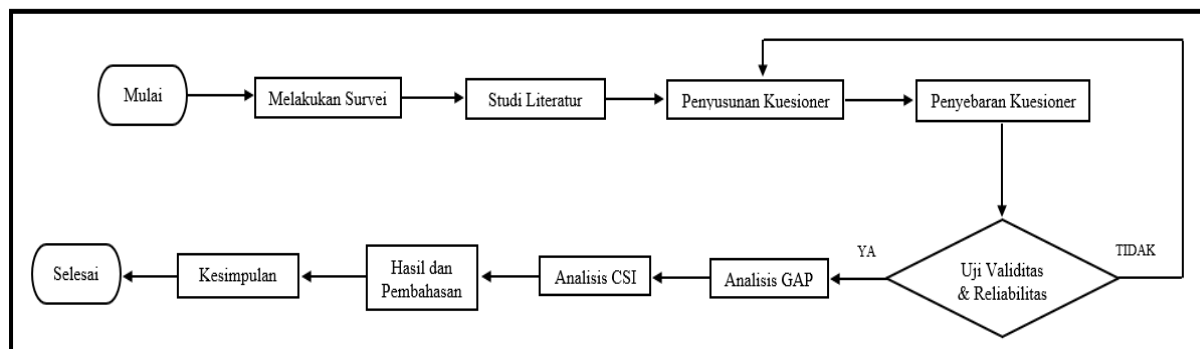 Mulai
Melakukan Survei
Studi Literatur
Penyusunan Kuesioner
Penyebaran Kuesioner
Uji Validitas
& Reliabilitas
TIDAK
YA
Analisis GAP
Analisis CSI
Hasil dan
Pembahasan
Kesimpulan
Selesai